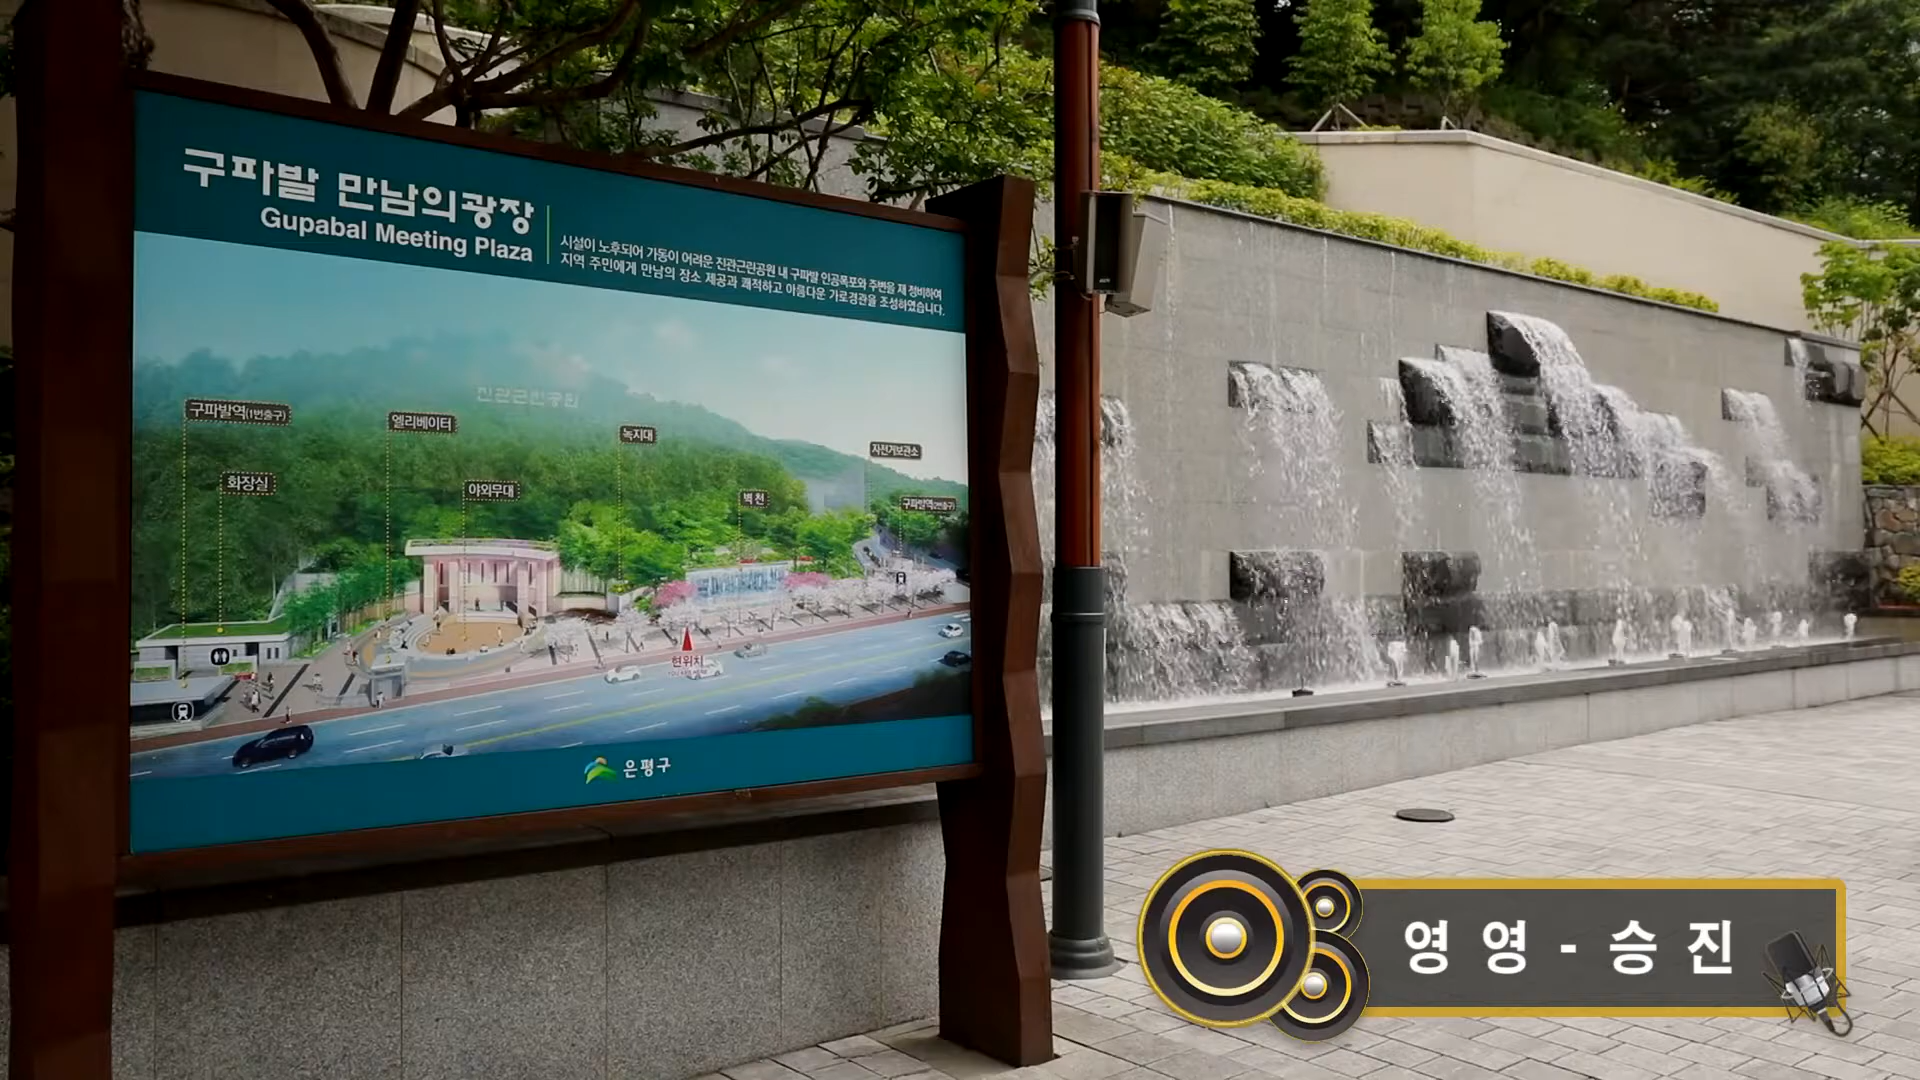 구파발 만남의광장
Gupabal Meeting Plaza
시설이 노후되어 가동이 어려운 진관근린공원 내 구파발 인공폭포와 주변을 재 정비하여
지역 주민에게 만남의 장소 제공과 쾌적하고 아름다운 가로경관을 조성하였습니다.
진관근린공원
구파발역(1번출구)
엘리베이터
녹지대
자전거보관소
화장실
야외무대
벽천
구파발역(2번출구)
현위치
은평구
영영-승진